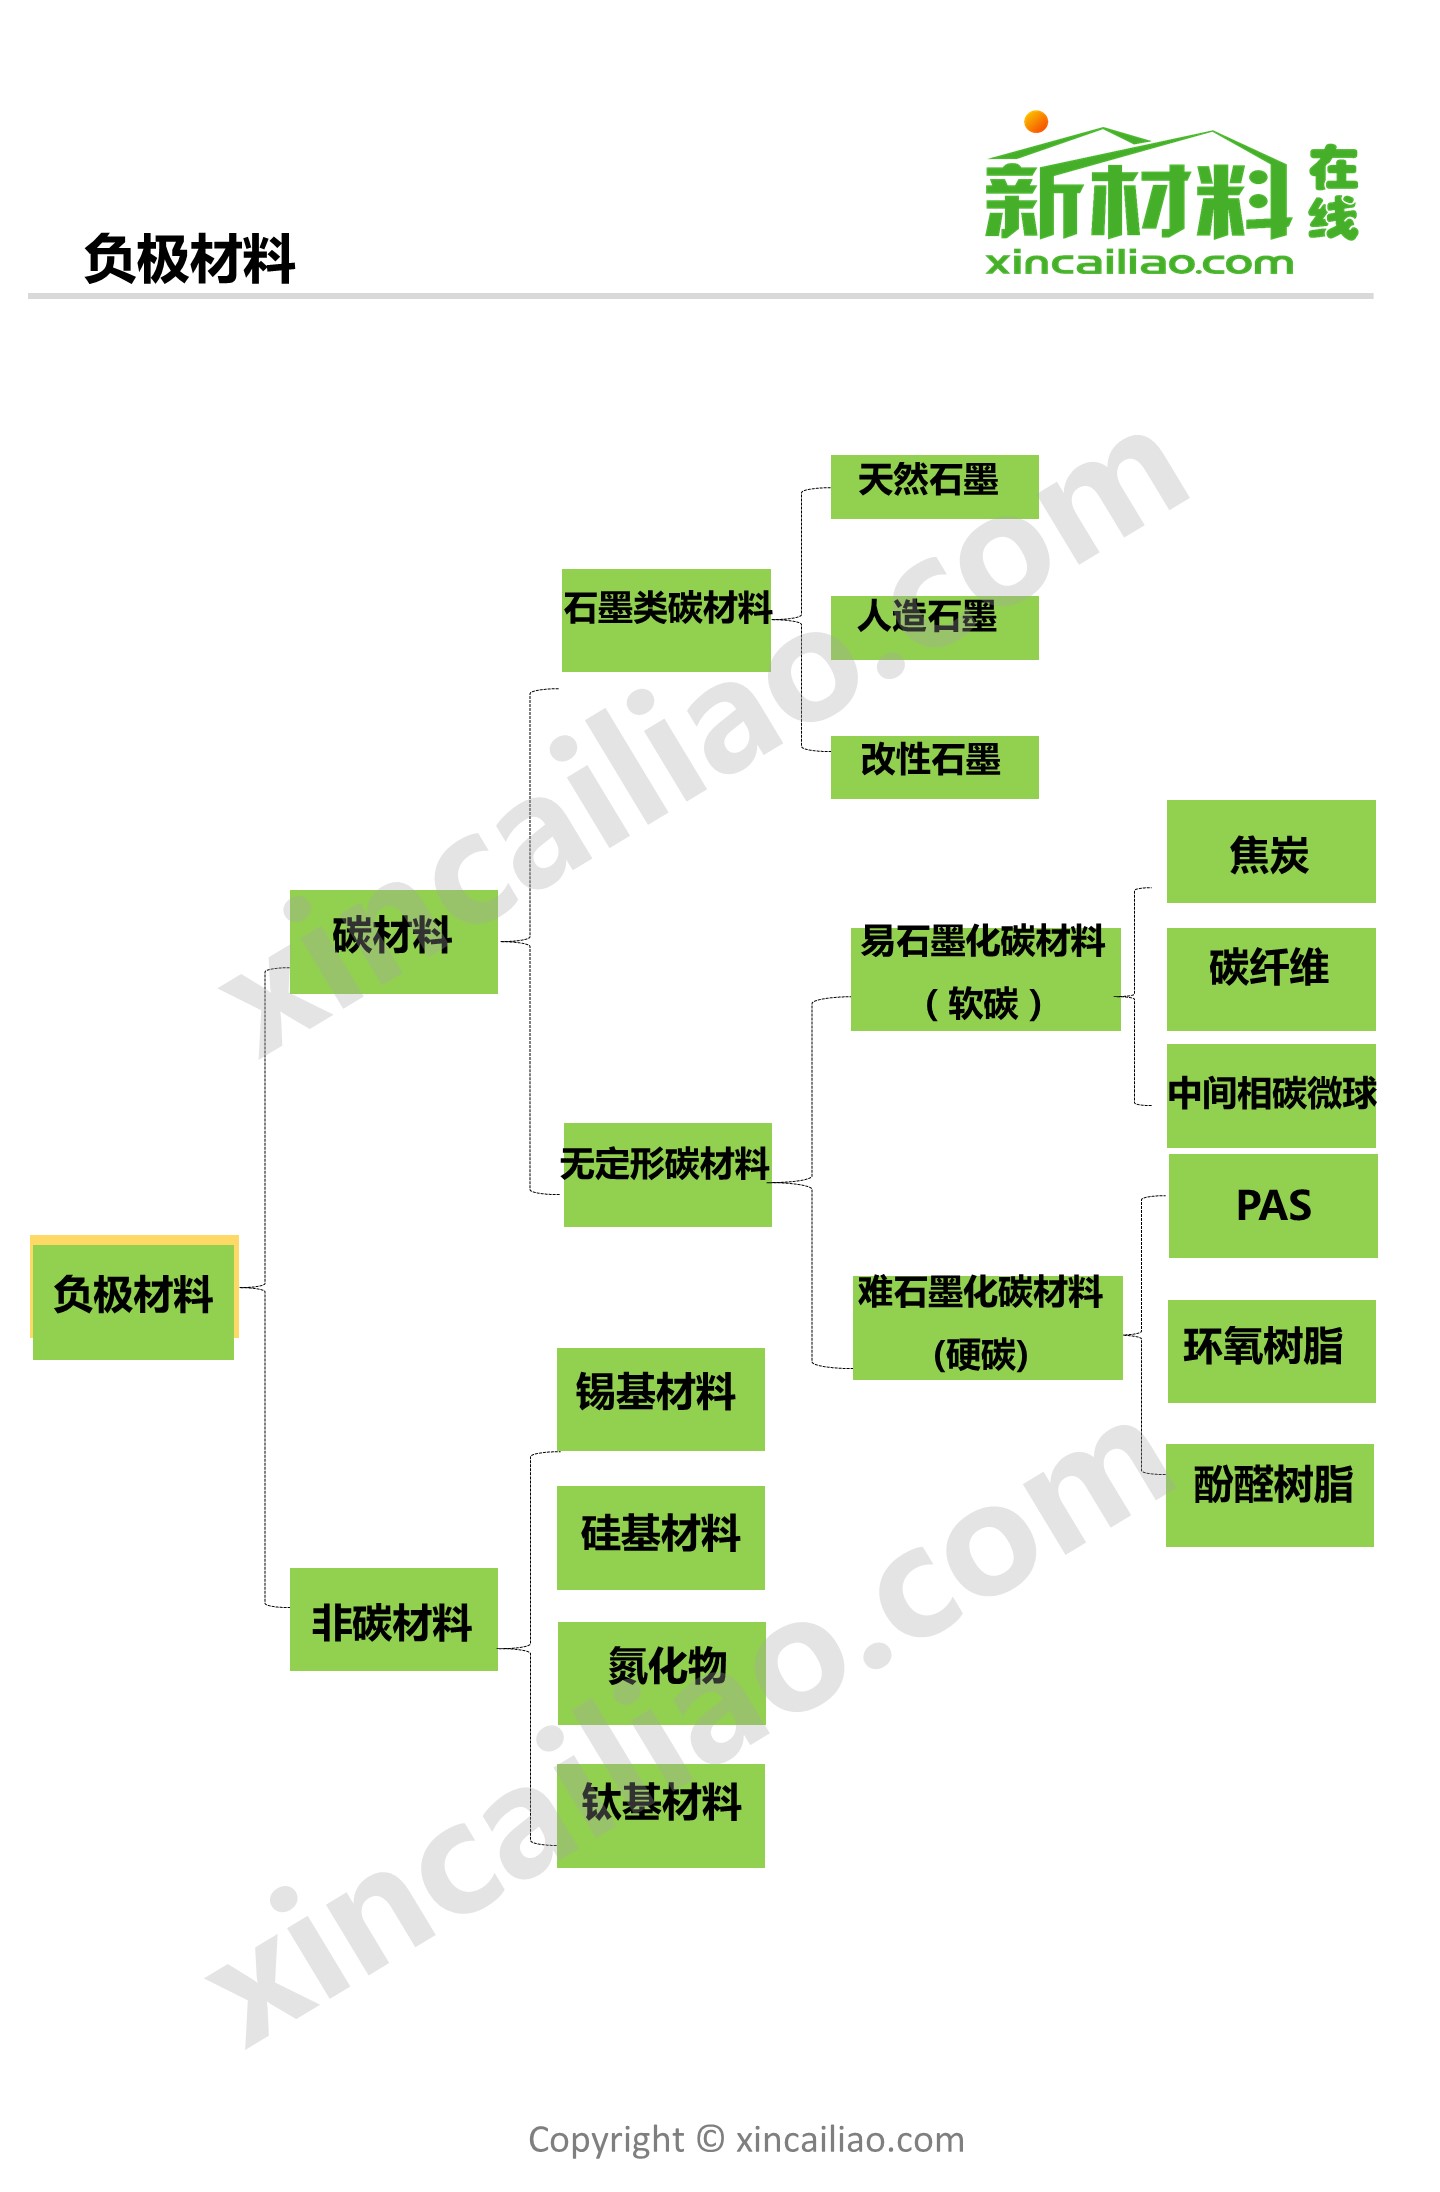 新材料在线
xincailiao.com
负极材料
天然石墨
石墨类碳材料
人造石墨
改性石墨
焦炭
碳材料
易石墨化碳材料
（软碳）
碳纤维
中间相碳微球
无定形碳材料
PAS
负极材料
难石墨化碳材料
(硬碳)
环氧树脂
锡基材料
酚醛树脂
硅基材料
非碳材料
氮化物
钛基材料
xincailiao.com
xincailiao.com
Copyright © xincailiao.com